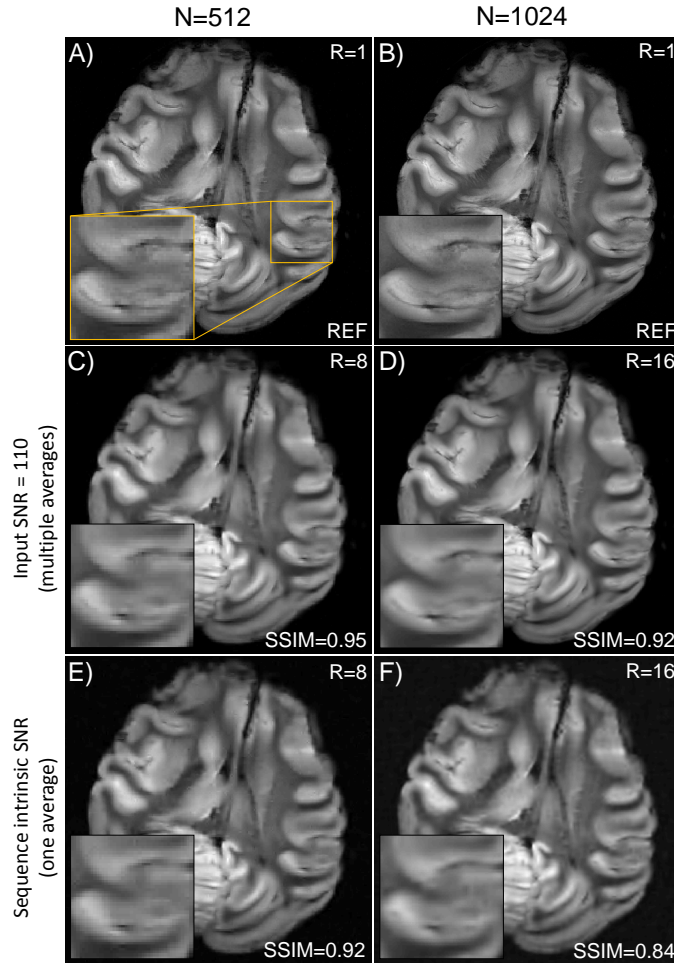 N=512
N=1024
A)
R=1
B)
R=1
REF
REF
C)
R=8
D)
R=16
Input SNR = 110
(multiple averages)
SSIM=0.95
SSIM=0.92
E)
R=8
F)
R=16
Sequence intrinsic SNR
(one average)
SSIM=0.92
SSIM=0.84